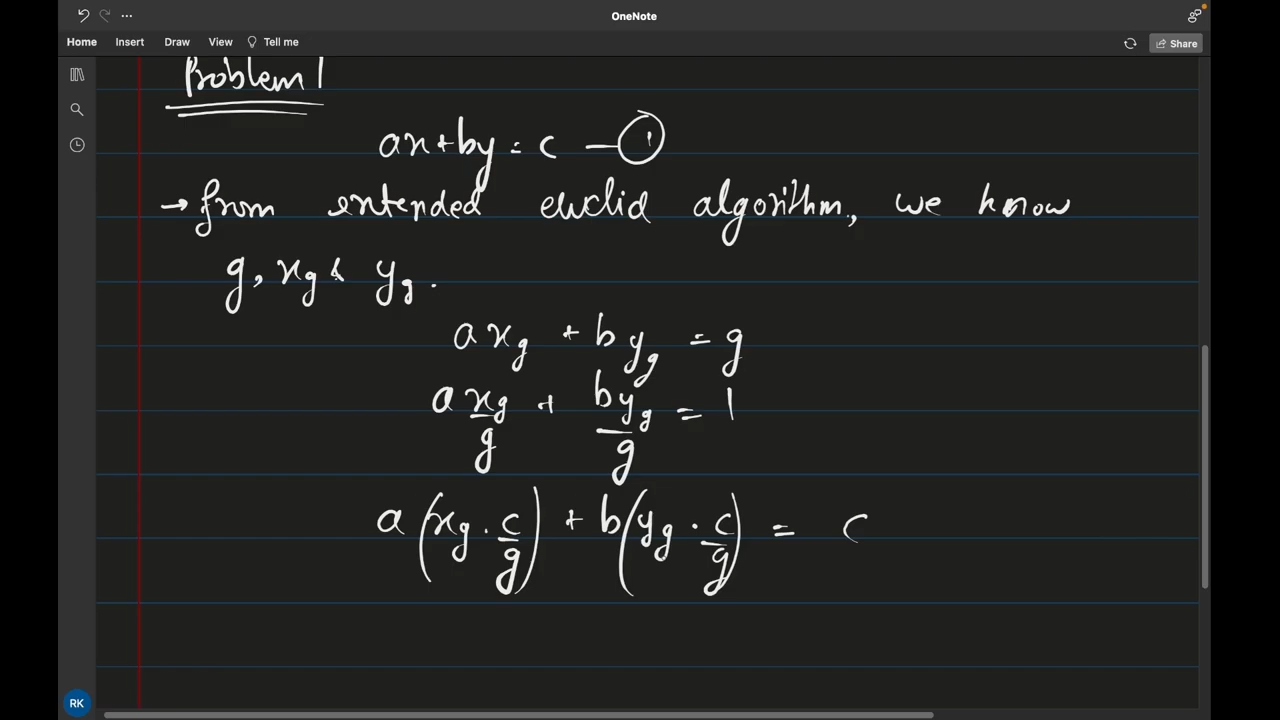 OneNote
Home Insert Draw View Tell me Share
Problem 1
ax+by = c — ①
→ from extended euclid algorithm, we know
g, xg & yg.
a xg + b yg = g
a xg/g + b yg/g = 1
a (xg · c/g) + b (yg · c/g) = c
RK